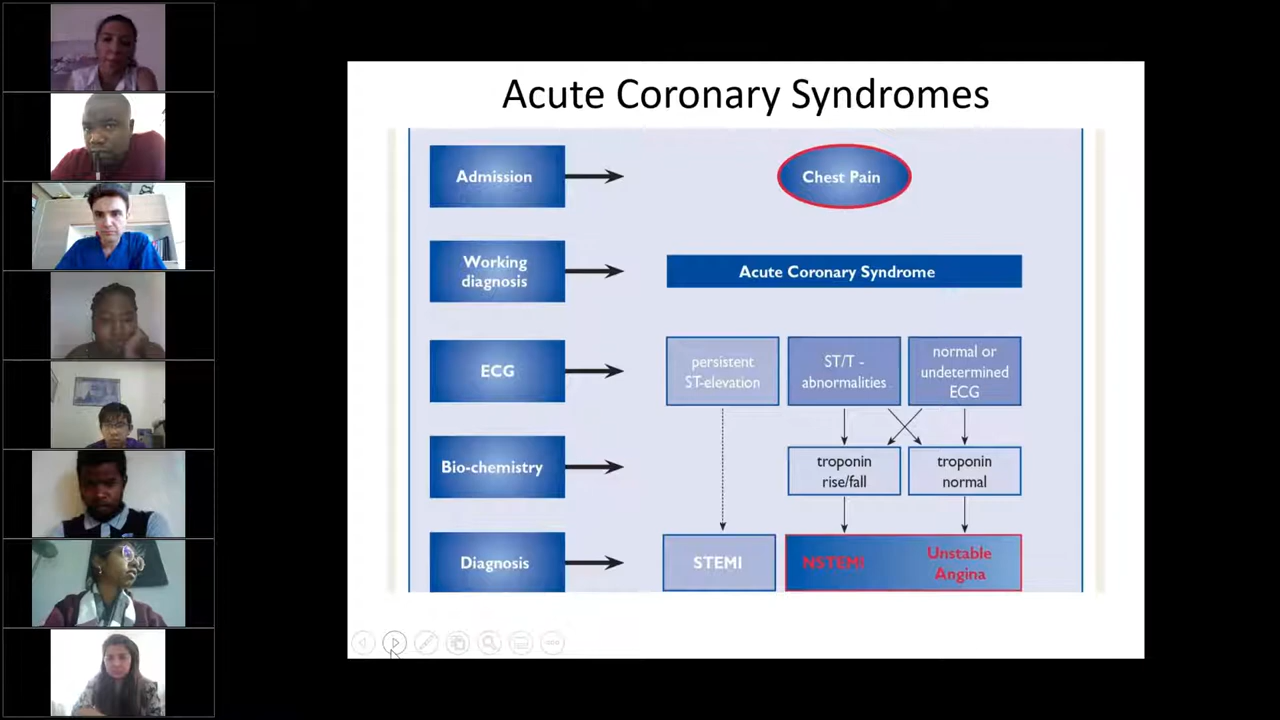 Acute Coronary Syndromes
Admission
Chest Pain
Working
diagnosis
Acute Coronary Syndrome
ECG
persistent
ST-elevation
ST/T -
abnormalities
normal or
undetermined
ECG
Bio-chemistry
troponin
rise/fall
troponin
normal
Diagnosis
STEMI
NSTEMI
Unstable
Angina